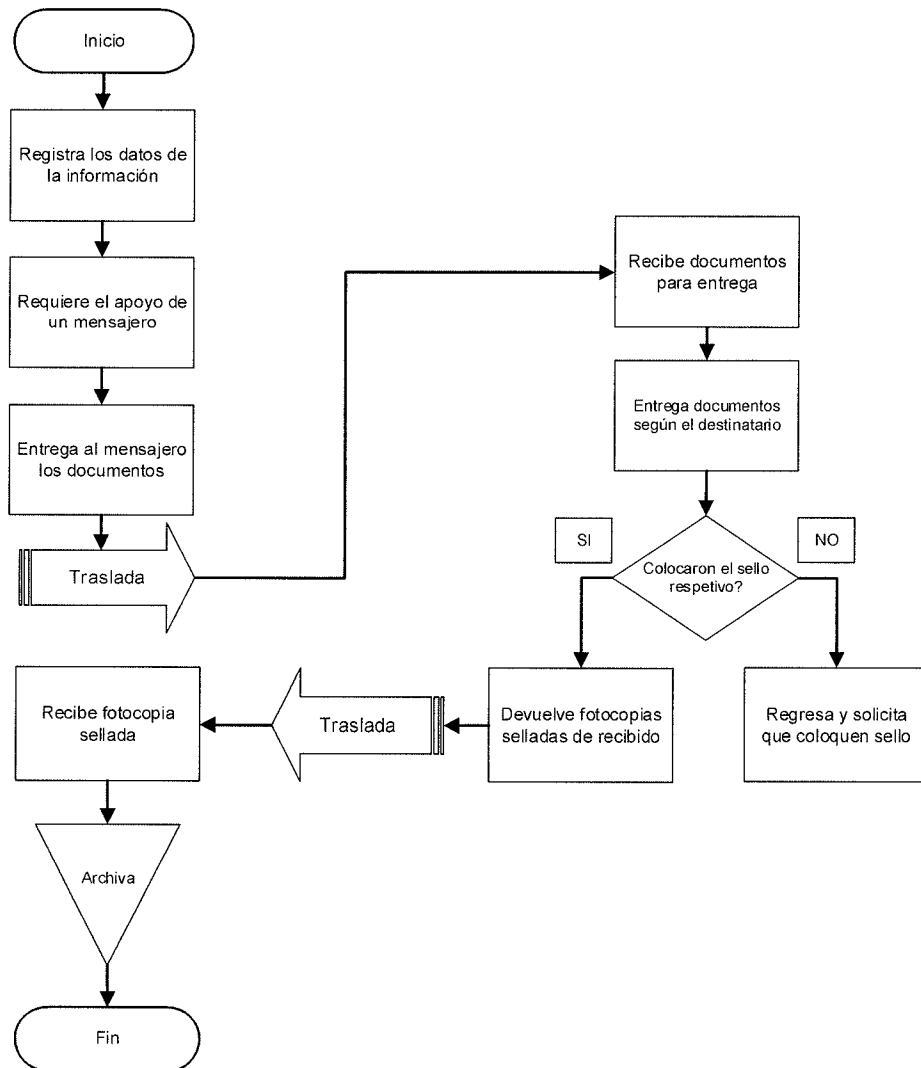 Inicio
Registra los datos de
la información
Requiere el apoyo de
un mensajero
Entrega al mensajero
los documentos
Traslada
Recibe documentos
para entrega
Entrega documentos
según el destinatario
SI
NO
Colocaron el sello
respetivo?
Devuelve fotocopias
selladas de recibido
Regresa y solicita
que coloquen sello
Traslada
Recibe fotocopia
sellada
Archiva
Fin